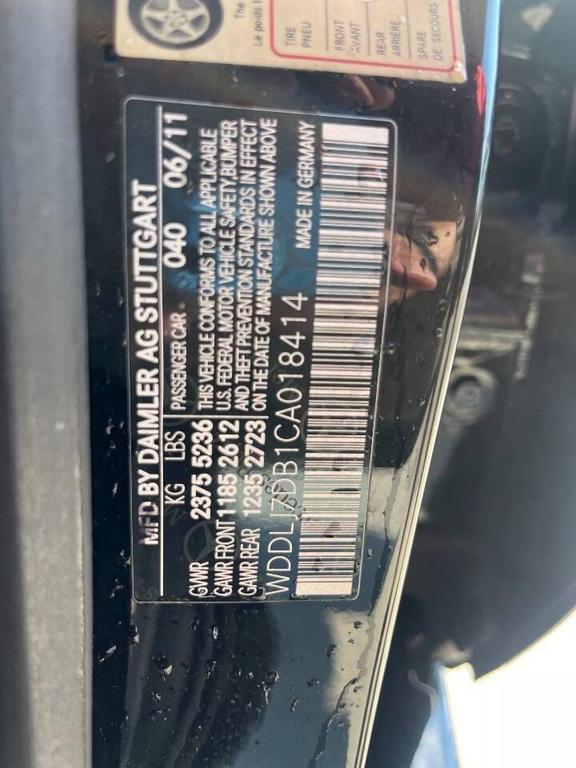 The
Le poids t
TIRE
PNEU
FRONT
AVANT
REAR
ARRIÈRE
SPARE
DE SECOURS
MFD BY DAIMLER AG STUTTGART
KG LBS PASSENGER CAR 040 06/11
GVWR 2375 5236 THIS VEHICLE CONFORMS TO ALL APPLICABLE
GAWR FRONT 1185 2612 U.S. FEDERAL MOTOR VEHICLE SAFETY,BUMPER
GAWR REAR 1235 2723 AND THEFT PREVENTION STANDARDS IN EFFECT
ON THE DATE OF MANUFACTURE SHOWN ABOVE
WDDLJ7DB1CA018414 MADE IN GERMANY